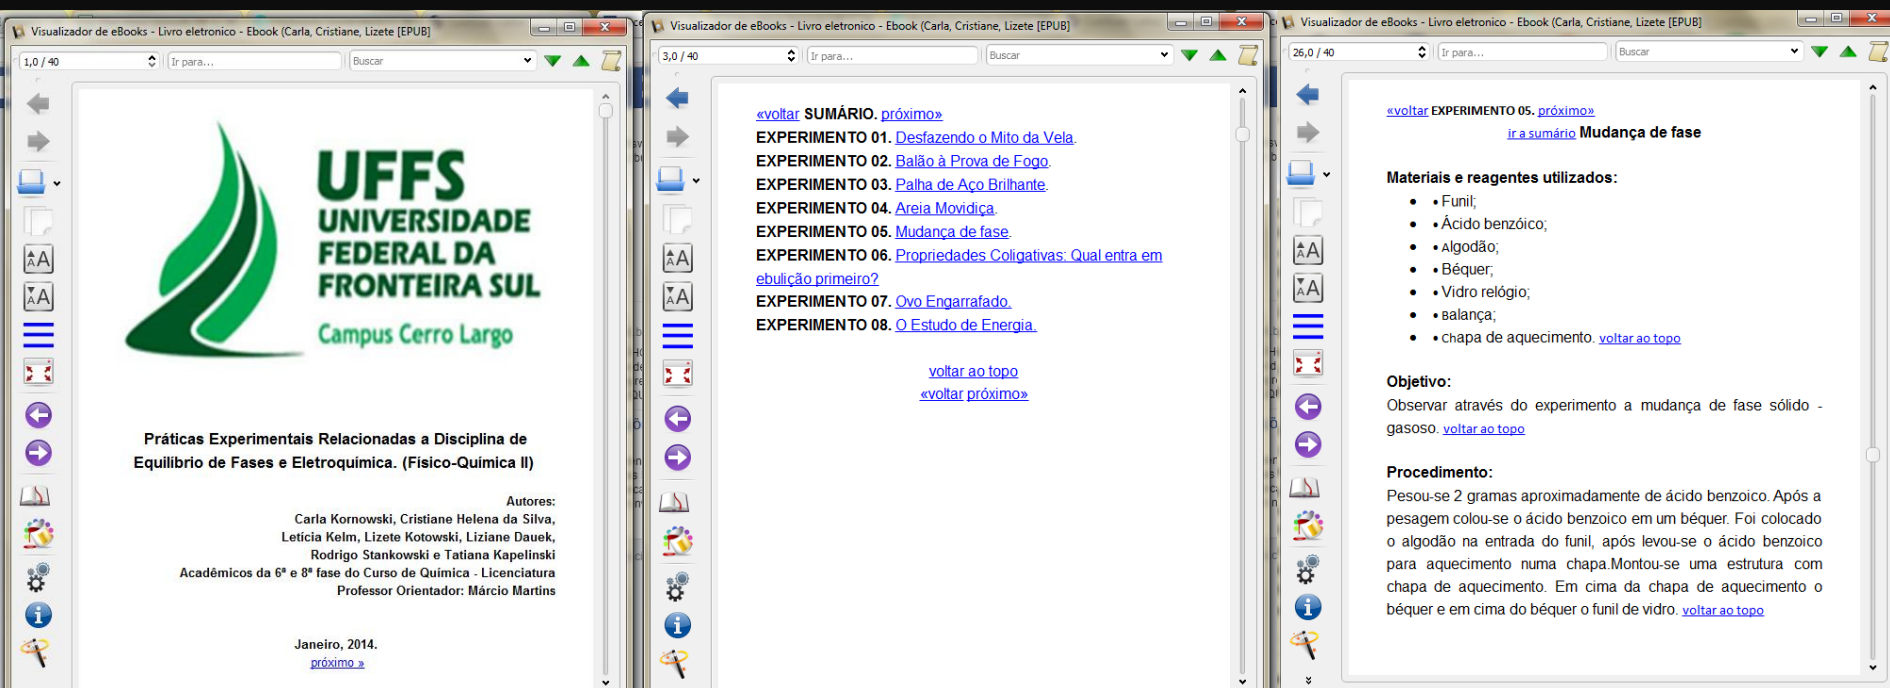 Visualizador de eBooks - Livro eletronico - Ebook (Carla, Cristiane, Lizete [EPUB]
1,0 / 40
Ir para...
Buscar
UFFS
UNIVERSIDADE
FEDERAL DA
FRONTEIRA SUL
Campus Cerro Largo
Práticas Experimentais Relacionadas a Disciplina de
Equilíbrio de Fases e Eletroquímica. (Físico-Química II)
Autores:
Carla Kornowski, Cristiane Helena da Silva,
Letícia Kelm, Lizete Kotowski, Liziane Dauek,
Rodrigo Stankowski e Tatiana Kapelinski
Acadêmicos da 6ª e 8ª fase do Curso de Química - Licenciatura
Professor Orientador: Márcio Martins
Janeiro, 2014.
próximo »
Visualizador de eBooks - Livro eletronico - Ebook (Carla, Cristiane, Lizete [EPUB]
3,0 / 40
Ir para...
Buscar
«voltar SUMÁRIO. próximo»
EXPERIMENTO 01. Desfazendo o Mito da Vela.
EXPERIMENTO 02. Balão à Prova de Fogo.
EXPERIMENTO 03. Palha de Aço Brilhante.
EXPERIMENTO 04. Areia Movidiça.
EXPERIMENTO 05. Mudança de fase.
EXPERIMENTO 06. Propriedades Coligativas: Qual entra em
ebulição primeiro?
EXPERIMENTO 07. Ovo Engarrafado.
EXPERIMENTO 08. O Estudo de Energia.
voltar ao topo
«voltar próximo»
Visualizador de eBooks - Livro eletronico - Ebook (Carla, Cristiane, Lizete [EPUB]
26,0 / 40
Ir para...
Buscar
«voltar EXPERIMENTO 05. próximo»
ir a sumário Mudança de fase
Materiais e reagentes utilizados:
• • Funil;
• • Ácido benzóico;
• • Algodão;
• • Béquer;
• • Vidro relógio;
• • Balança;
• • Chapa de aquecimento. voltar ao topo
Objetivo:
Observar através do experimento a mudança de fase sólido -
gasoso. voltar ao topo
Procedimento:
Pesou-se 2 gramas aproximadamente de ácido benzoico. Após a
pesagem colou-se o ácido benzoico em um béquer. Foi colocado
o algodão na entrada do funil, após levou-se o ácido benzoico
para aquecimento numa chapa.Montou-se uma estrutura com
chapa de aquecimento. Em cima da chapa de aquecimento o
béquer e em cima do béquer o funil de vidro. voltar ao topo